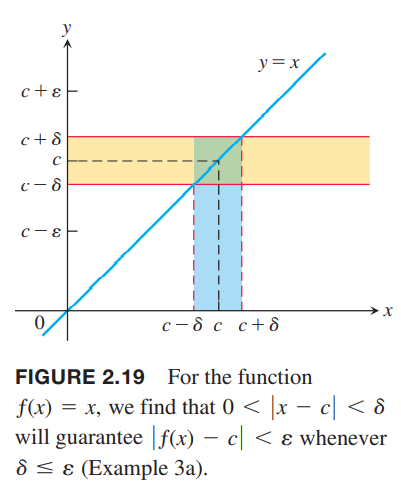 y
y = x
c + ε
c + δ
c
c − δ
c − ε
0
c − δ c c + δ
x
FIGURE 2.19 For the function
f(x) = x, we find that 0 < |x − c| < δ
will guarantee |f(x) − c| < ε whenever
δ ≤ ε (Example 3a).